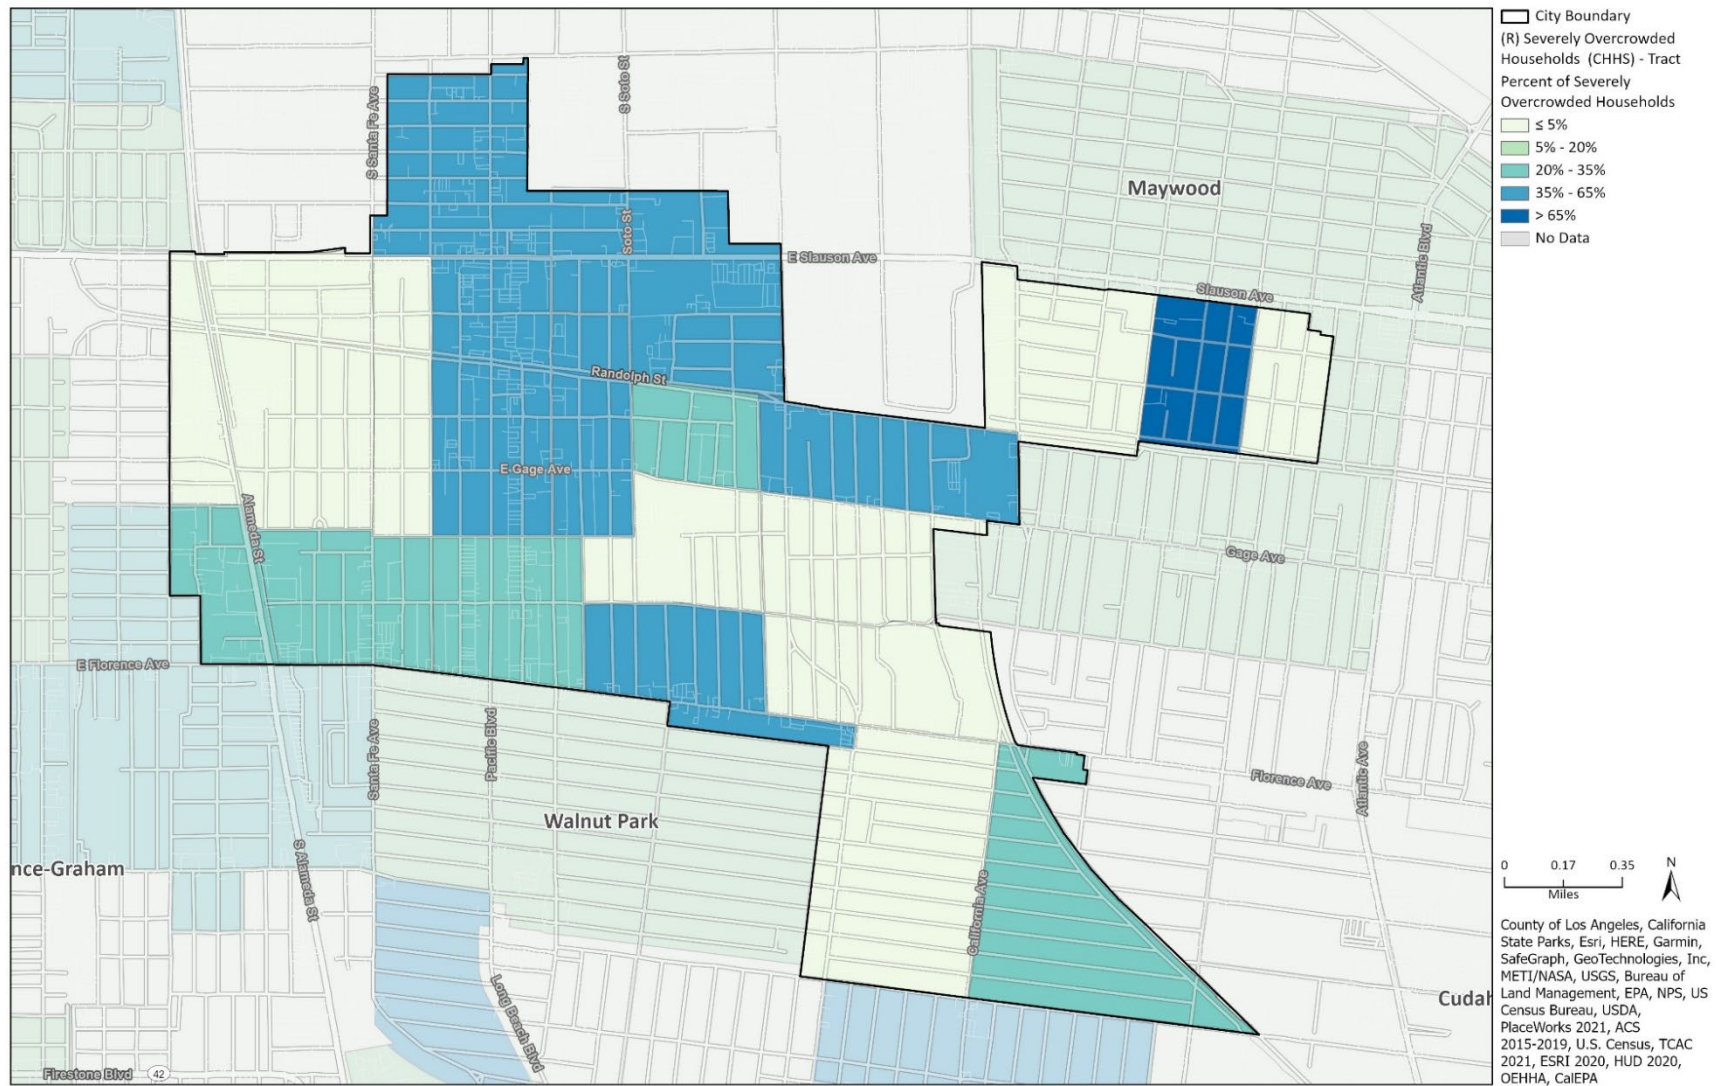 City Boundary
(R) Severely Overcrowded
Households (CHHS) - Tract
Percent of Severely
Overcrowded Households
≤ 5%
5% - 20%
20% - 35%
35% - 65%
> 65%
No Data
S Santa Fe Ave
S Soto St
Soto St
Maywood
Atlantic Blvd
E Slauson Ave
Slauson Ave
Randolph St
E Gage Ave
Alameda St
Gage Ave
E Florence Ave
Santa Fe Ave
Pacific Blvd
Florence Ave
Atlantic Ave
Walnut Park
nce-Graham
S Alameda St
California Ave
Long Beach Blvd
Cudah
Firestone Blvd
42
0 0.17 0.35
Miles
N
County of Los Angeles, California
State Parks, Esri, HERE, Garmin,
SafeGraph, GeoTechnologies, Inc,
METI/NASA, USGS, Bureau of
Land Management, EPA, NPS, US
Census Bureau, USDA,
PlaceWorks 2021, ACS
2015-2019, U.S. Census, TCAC
2021, ESRI 2020, HUD 2020,
OEHHA, CalEPA